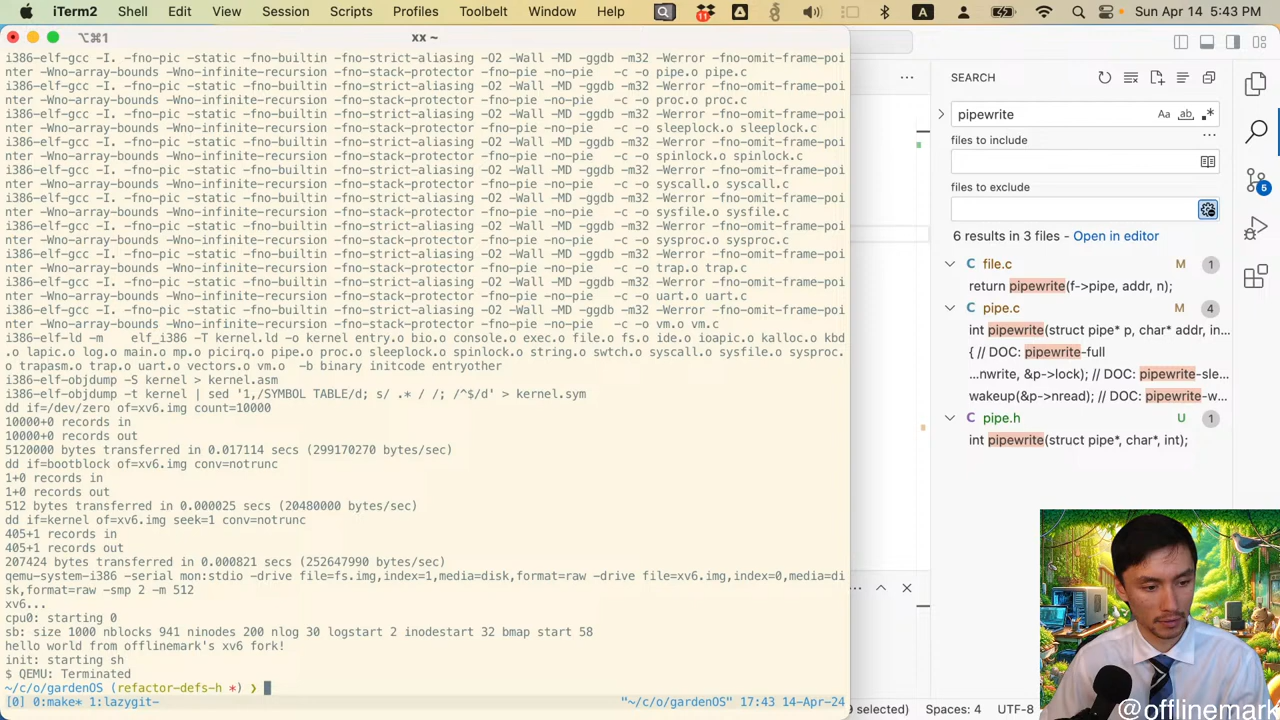 iTerm2 Shell Edit View Session Scripts Profiles Toolbelt Window Help
A
Sun Apr 14 5:43 PM
11
⌥⌘1
xx ~
i386-elf-gcc -I. -fno-pic -static -fno-builtin -fno-strict-aliasing -O2 -Wall -MD -ggdb -m32 -Werror -fno-omit-frame-poi
nter -Wno-array-bounds -Wno-infinite-recursion -fno-stack-protector -fno-pie -no-pie   -c -o pipe.o pipe.c
i386-elf-gcc -I. -fno-pic -static -fno-builtin -fno-strict-aliasing -O2 -Wall -MD -ggdb -m32 -Werror -fno-omit-frame-poi
nter -Wno-array-bounds -Wno-infinite-recursion -fno-stack-protector -fno-pie -no-pie   -c -o proc.o proc.c
i386-elf-gcc -I. -fno-pic -static -fno-builtin -fno-strict-aliasing -O2 -Wall -MD -ggdb -m32 -Werror -fno-omit-frame-poi
nter -Wno-array-bounds -Wno-infinite-recursion -fno-stack-protector -fno-pie -no-pie   -c -o sleeplock.o sleeplock.c
i386-elf-gcc -I. -fno-pic -static -fno-builtin -fno-strict-aliasing -O2 -Wall -MD -ggdb -m32 -Werror -fno-omit-frame-poi
nter -Wno-array-bounds -Wno-infinite-recursion -fno-stack-protector -fno-pie -no-pie   -c -o spinlock.o spinlock.c
i386-elf-gcc -I. -fno-pic -static -fno-builtin -fno-strict-aliasing -O2 -Wall -MD -ggdb -m32 -Werror -fno-omit-frame-poi
nter -Wno-array-bounds -Wno-infinite-recursion -fno-stack-protector -fno-pie -no-pie   -c -o syscall.o syscall.c
i386-elf-gcc -I. -fno-pic -static -fno-builtin -fno-strict-aliasing -O2 -Wall -MD -ggdb -m32 -Werror -fno-omit-frame-poi
nter -Wno-array-bounds -Wno-infinite-recursion -fno-stack-protector -fno-pie -no-pie   -c -o sysfile.o sysfile.c
i386-elf-gcc -I. -fno-pic -static -fno-builtin -fno-strict-aliasing -O2 -Wall -MD -ggdb -m32 -Werror -fno-omit-frame-poi
nter -Wno-array-bounds -Wno-infinite-recursion -fno-stack-protector -fno-pie -no-pie   -c -o sysproc.o sysproc.c
i386-elf-gcc -I. -fno-pic -static -fno-builtin -fno-strict-aliasing -O2 -Wall -MD -ggdb -m32 -Werror -fno-omit-frame-poi
nter -Wno-array-bounds -Wno-infinite-recursion -fno-stack-protector -fno-pie -no-pie   -c -o trap.o trap.c
i386-elf-gcc -I. -fno-pic -static -fno-builtin -fno-strict-aliasing -O2 -Wall -MD -ggdb -m32 -Werror -fno-omit-frame-poi
nter -Wno-array-bounds -Wno-infinite-recursion -fno-stack-protector -fno-pie -no-pie   -c -o uart.o uart.c
i386-elf-gcc -I. -fno-pic -static -fno-builtin -fno-strict-aliasing -O2 -Wall -MD -ggdb -m32 -Werror -fno-omit-frame-poi
nter -Wno-array-bounds -Wno-infinite-recursion -fno-stack-protector -fno-pie -no-pie   -c -o vm.o vm.c
i386-elf-ld -m    elf_i386 -T kernel.ld -o kernel entry.o bio.o console.o exec.o file.o fs.o ide.o ioapic.o kalloc.o kbd
.o lapic.o log.o main.o mp.o picirq.o pipe.o proc.o sleeplock.o spinlock.o string.o swtch.o syscall.o sysfile.o sysproc.
o trapasm.o trap.o uart.o vectors.o vm.o  -b binary initcode entryother
i386-elf-objdump -S kernel > kernel.asm
i386-elf-objdump -t kernel | sed '1,/SYMBOL TABLE/d; s/ .* / /; /^$/d' > kernel.sym
dd if=/dev/zero of=xv6.img count=10000
10000+0 records in
10000+0 records out
5120000 bytes transferred in 0.017114 secs (299170270 bytes/sec)
dd if=bootblock of=xv6.img conv=notrunc
1+0 records in
1+0 records out
512 bytes transferred in 0.000025 secs (20480000 bytes/sec)
dd if=kernel of=xv6.img seek=1 conv=notrunc
405+1 records in
405+1 records out
207424 bytes transferred in 0.000821 secs (252647990 bytes/sec)
qemu-system-i386 -serial mon:stdio -drive file=fs.img,index=1,media=disk,format=raw -drive file=xv6.img,index=0,media=di
sk,format=raw -smp 2 -m 512
xv6...
cpu0: starting 0
sb: size 1000 nblocks 941 ninodes 200 nlog 30 logstart 2 inodestart 32 bmap start 58
hello world from offlinemark's xv6 fork!
init: starting sh
$ QEMU: Terminated
~/c/o/gardenOS (refactor-defs-h *) ❯
[0] 0:make* 1:lazygit- "~/c/o/gardenOS" 17:43 14-Apr-24
SEARCH
pipewrite
Aa ab .*
files to include
files to exclude
6 results in 3 files - Open in editor
C file.c M 1
return pipewrite(f->pipe, addr, n);
C pipe.c M 4
int pipewrite(struct pipe* p, char* addr, in...
{ // DOC: pipewrite-full
...nwrite, &p->lock); // DOC: pipewrite-sle...
wakeup(&p->nread); // DOC: pipewrite-w...
C pipe.h U 1
int pipewrite(struct pipe*, char*, int);
5
selected) Spaces: 4 UTF-8
@offlinemark